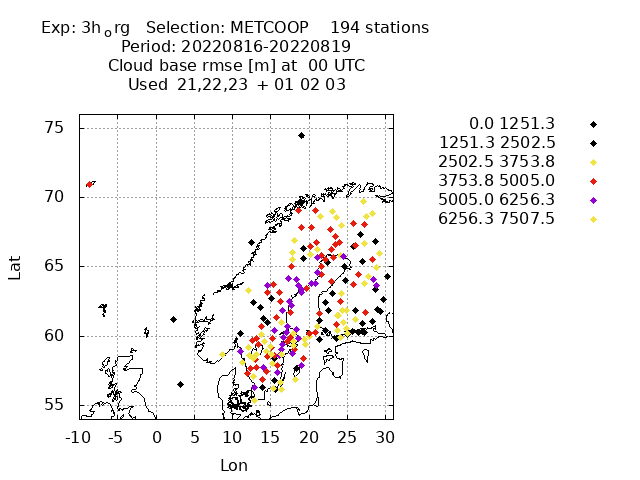 Exp: 3h_org Selection: METCOOP 194 stations
Period: 20220816-20220819
Cloud base rmse [m] at 00 UTC
Used 21,22,23 + 01 02 03
0.0 1251.3
1251.3 2502.5
2502.5 3753.8
3753.8 5005.0
5005.0 6256.3
6256.3 7507.5
75
70
65
60
55
Lat
-10 -5 0 5 10 15 20 25 30
Lon